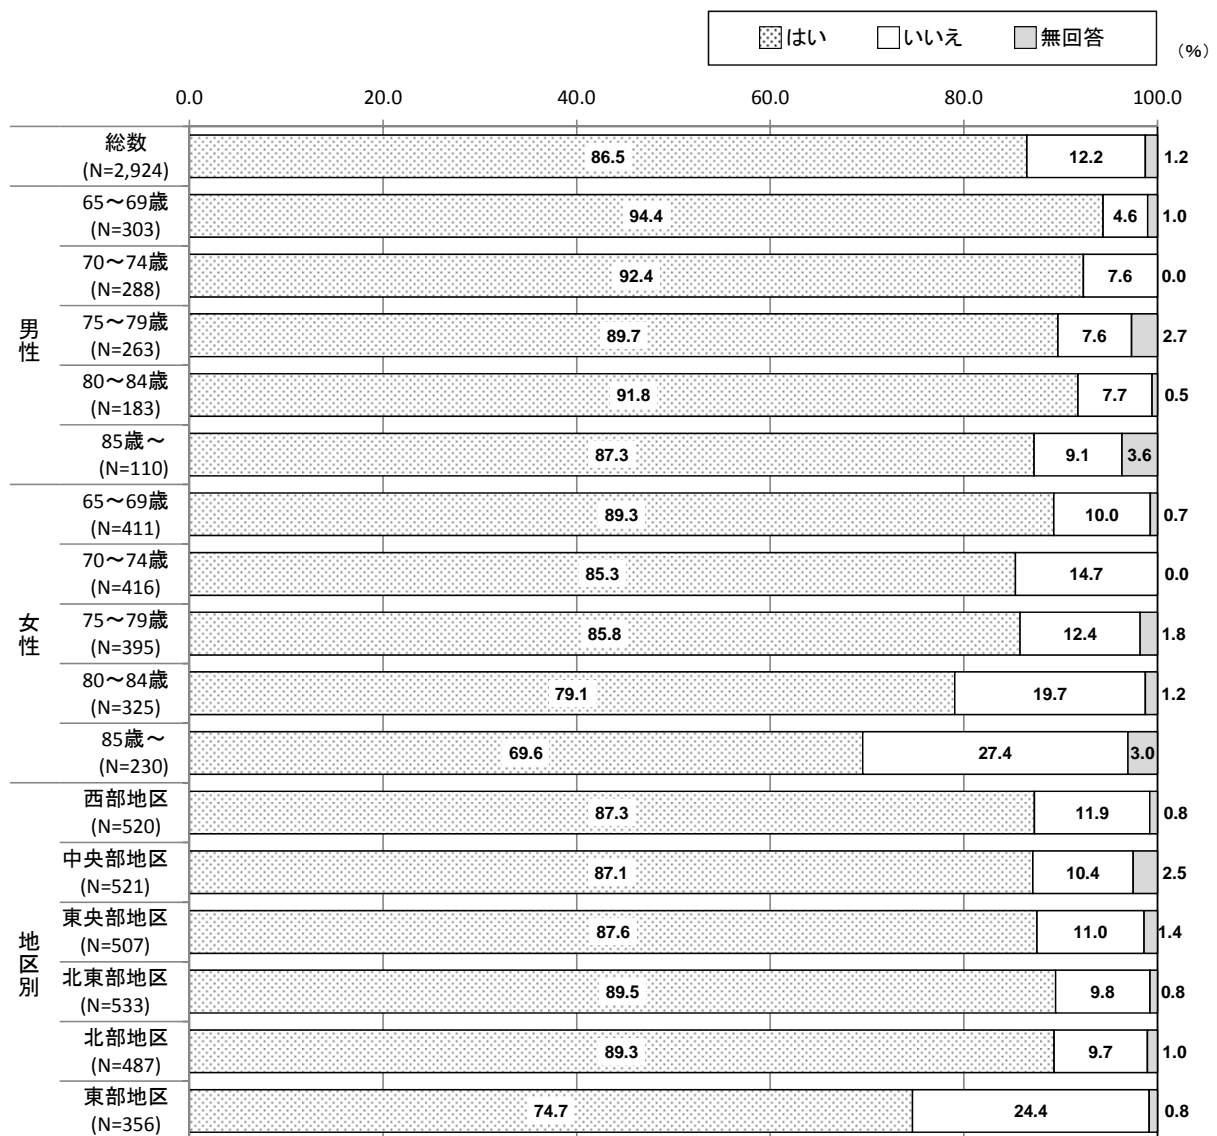 はい いいえ 無回答
(%)
0.0 20.0 40.0 60.0 80.0 100.0
総数
(N=2,924)
86.5 12.2 1.2
男性
65～69歳
(N=303)
94.4 4.6 1.0
70～74歳
(N=288)
92.4 7.6 0.0
75～79歳
(N=263)
89.7 7.6 2.7
80～84歳
(N=183)
91.8 7.7 0.5
85歳～
(N=110)
87.3 9.1 3.6
女性
65～69歳
(N=411)
89.3 10.0 0.7
70～74歳
(N=416)
85.3 14.7 0.0
75～79歳
(N=395)
85.8 12.4 1.8
80～84歳
(N=325)
79.1 19.7 1.2
85歳～
(N=230)
69.6 27.4 3.0
地区別
西部地区
(N=520)
87.3 11.9 0.8
中央部地区
(N=521)
87.1 10.4 2.5
東央部地区
(N=507)
87.6 11.0 1.4
北東部地区
(N=533)
89.5 9.8 0.8
北部地区
(N=487)
89.3 9.7 1.0
東部地区
(N=356)
74.7 24.4 0.8